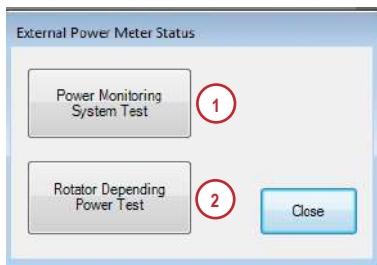 External Power Meter Status
Power Monitoring
System Test
1
Rotator Depending
Power Test
2
Close